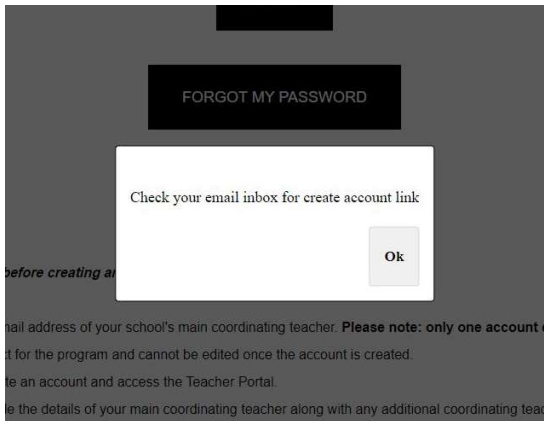 FORGOT MY PASSWORD
Check your email inbox for create account link
Ok
before creating
address of your school's main coordinating teacher. Please note: only one account
for the program and cannot be edited once the account is created.
an account and access the Teacher Portal.
the details of your main coordinating teacher along with any additional coordinating